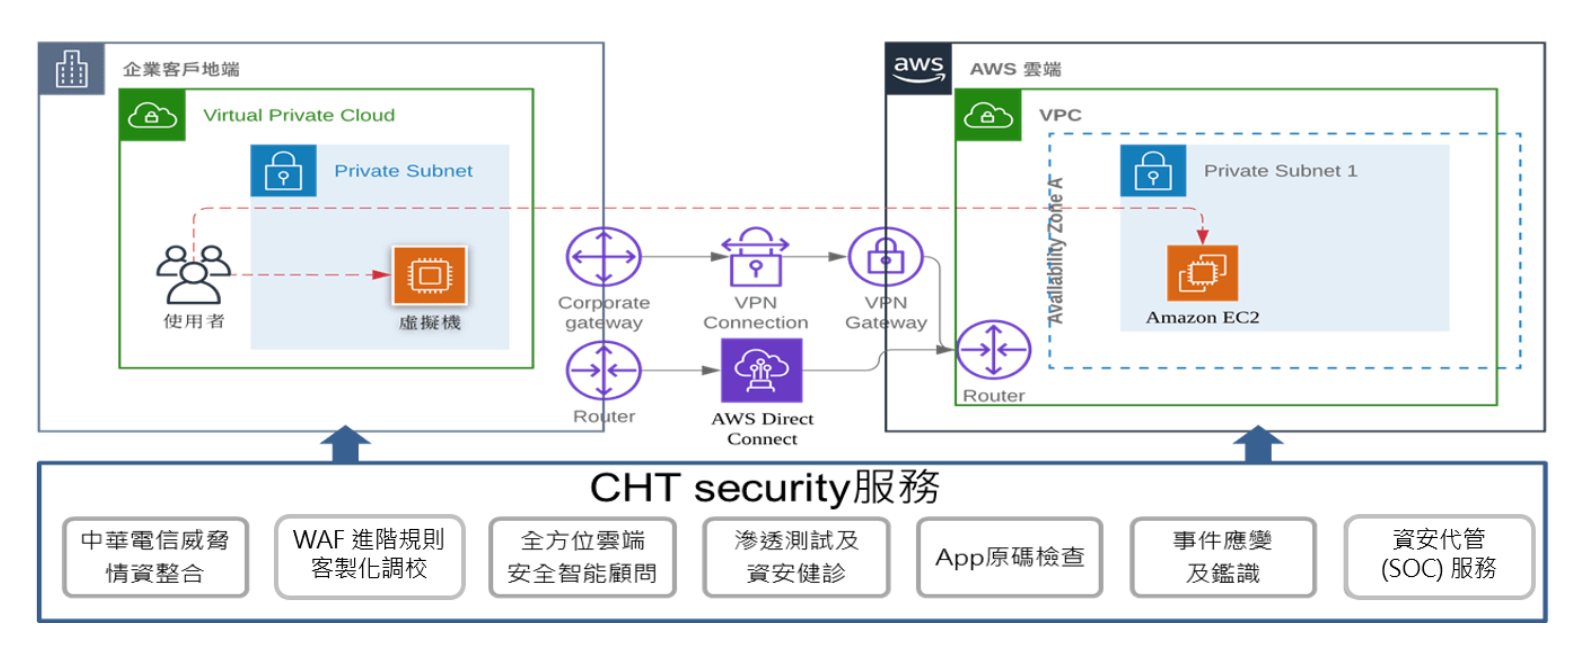 企業客戶地端
Virtual Private Cloud
Private Subnet
使用者
虛擬機
Corporate
gateway
VPN
Connection
VPN
Gateway
Router
AWS Direct
Connect
aws
AWS 雲端
VPC
Availability Zone A
Private Subnet 1
Amazon EC2
Router
CHT security服務
中華電信威脅
情資整合
WAF 進階規則
客製化調校
全方位雲端
安全智能顧問
滲透測試及
資安健診
App原碼檢查
事件應變
及鑑識
資安代管
(SOC) 服務